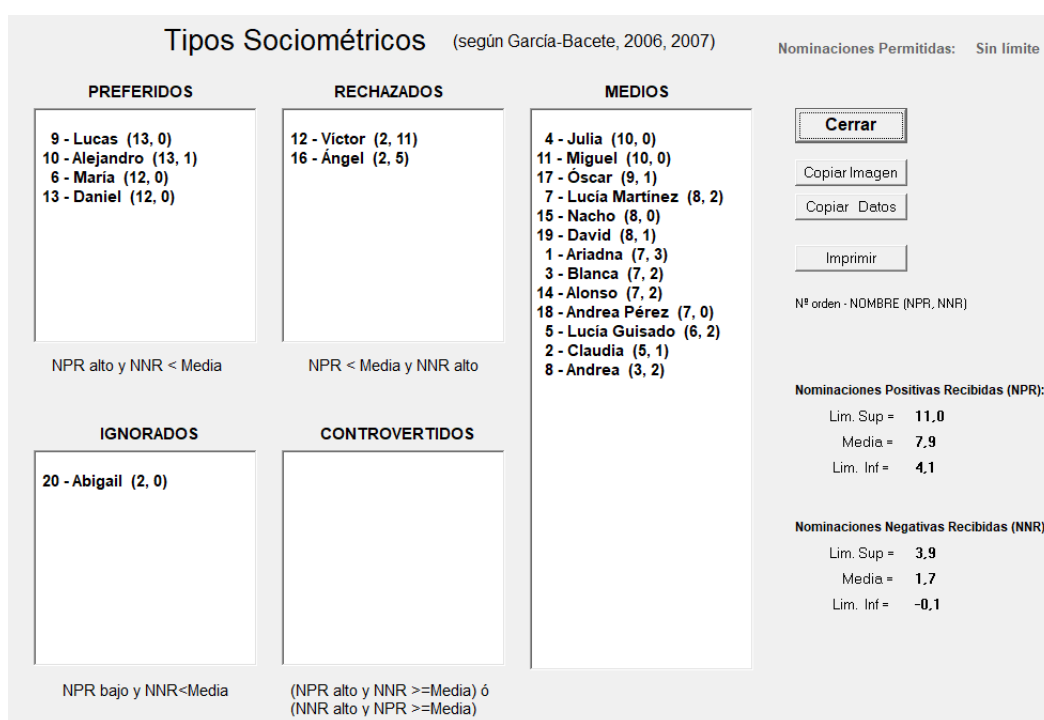 Tipos Sociométricos (según García-Bacete, 2006, 2007)
Nominaciones Permitidas: Sin límite
PREFERIDOS
9 - Lucas (13, 0)
10 - Alejandro (13, 1)
6 - María (12, 0)
13 - Daniel (12, 0)
NPR alto y NNR < Media
RECHAZADOS
12 - Víctor (2, 11)
16 - Ángel (2, 5)
NPR < Media y NNR alto
MEDIOS
4 - Julia (10, 0)
11 - Miguel (10, 0)
17 - Óscar (9, 1)
7 - Lucía Martínez (8, 2)
15 - Nacho (8, 0)
19 - David (8, 1)
1 - Ariadna (7, 3)
3 - Blanca (7, 2)
14 - Alonso (7, 2)
18 - Andrea Pérez (7, 0)
5 - Lucía Guisado (6, 2)
2 - Claudia (5, 1)
8 - Andrea (3, 2)
IGNORADOS
20 - Abigail (2, 0)
NPR bajo y NNR<Media
CONTROVERTIDOS
(NPR alto y NNR >=Media) ó
(NNR alto y NPR >=Media)
Cerrar
Copiar Imagen
Copiar Datos
Imprimir
Nº orden - NOMBRE (NPR, NNR)
Nominaciones Positivas Recibidas (NPR):
Lim. Sup = 11,0
Media = 7,9
Lim. Inf = 4,1
Nominaciones Negativas Recibidas (NNR)
Lim. Sup = 3,9
Media = 1,7
Lim. Inf = -0,1